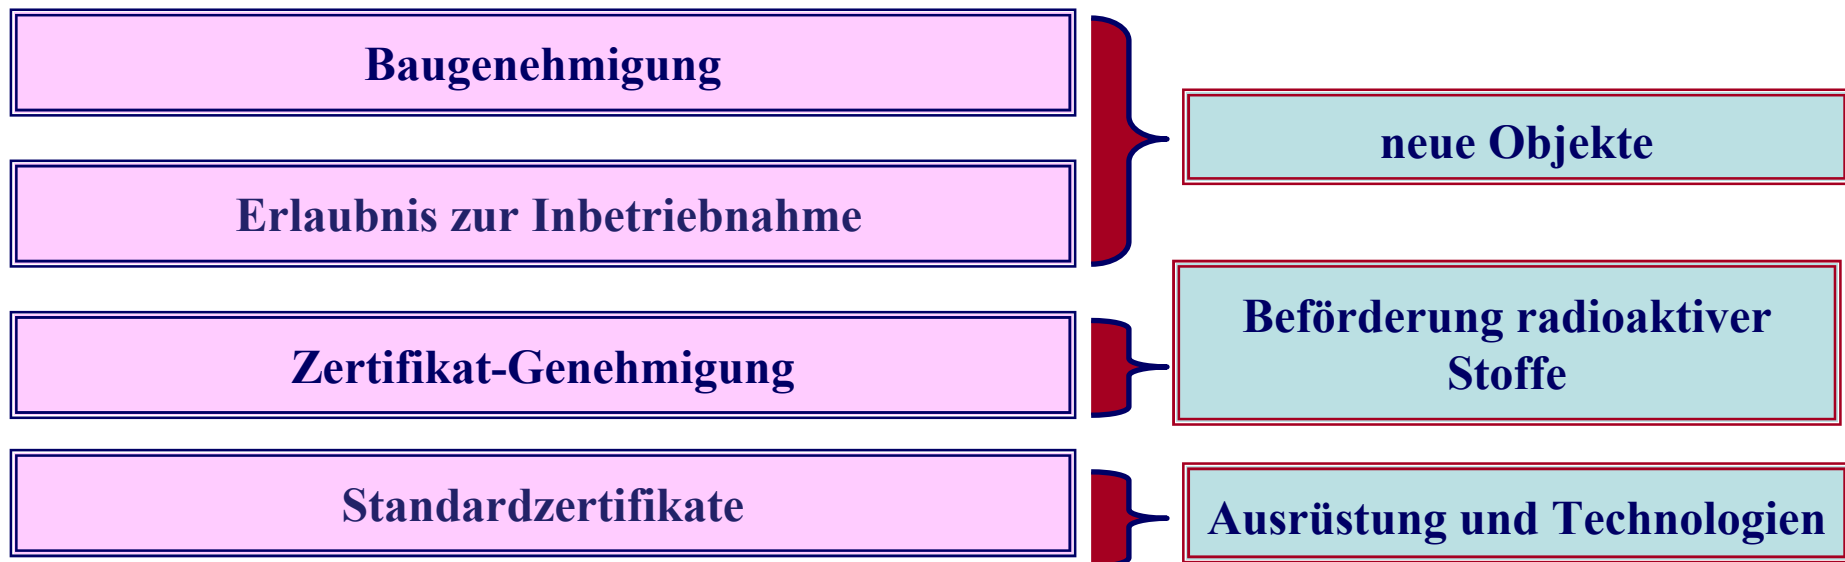 Baugenehmigung
Erlaubnis zur Inbetriebnahme
neue Objekte
Zertifikat-Genehmigung
Beförderung radioaktiver
Stoffe
Standardzertifikate
Ausrüstung und Technologien